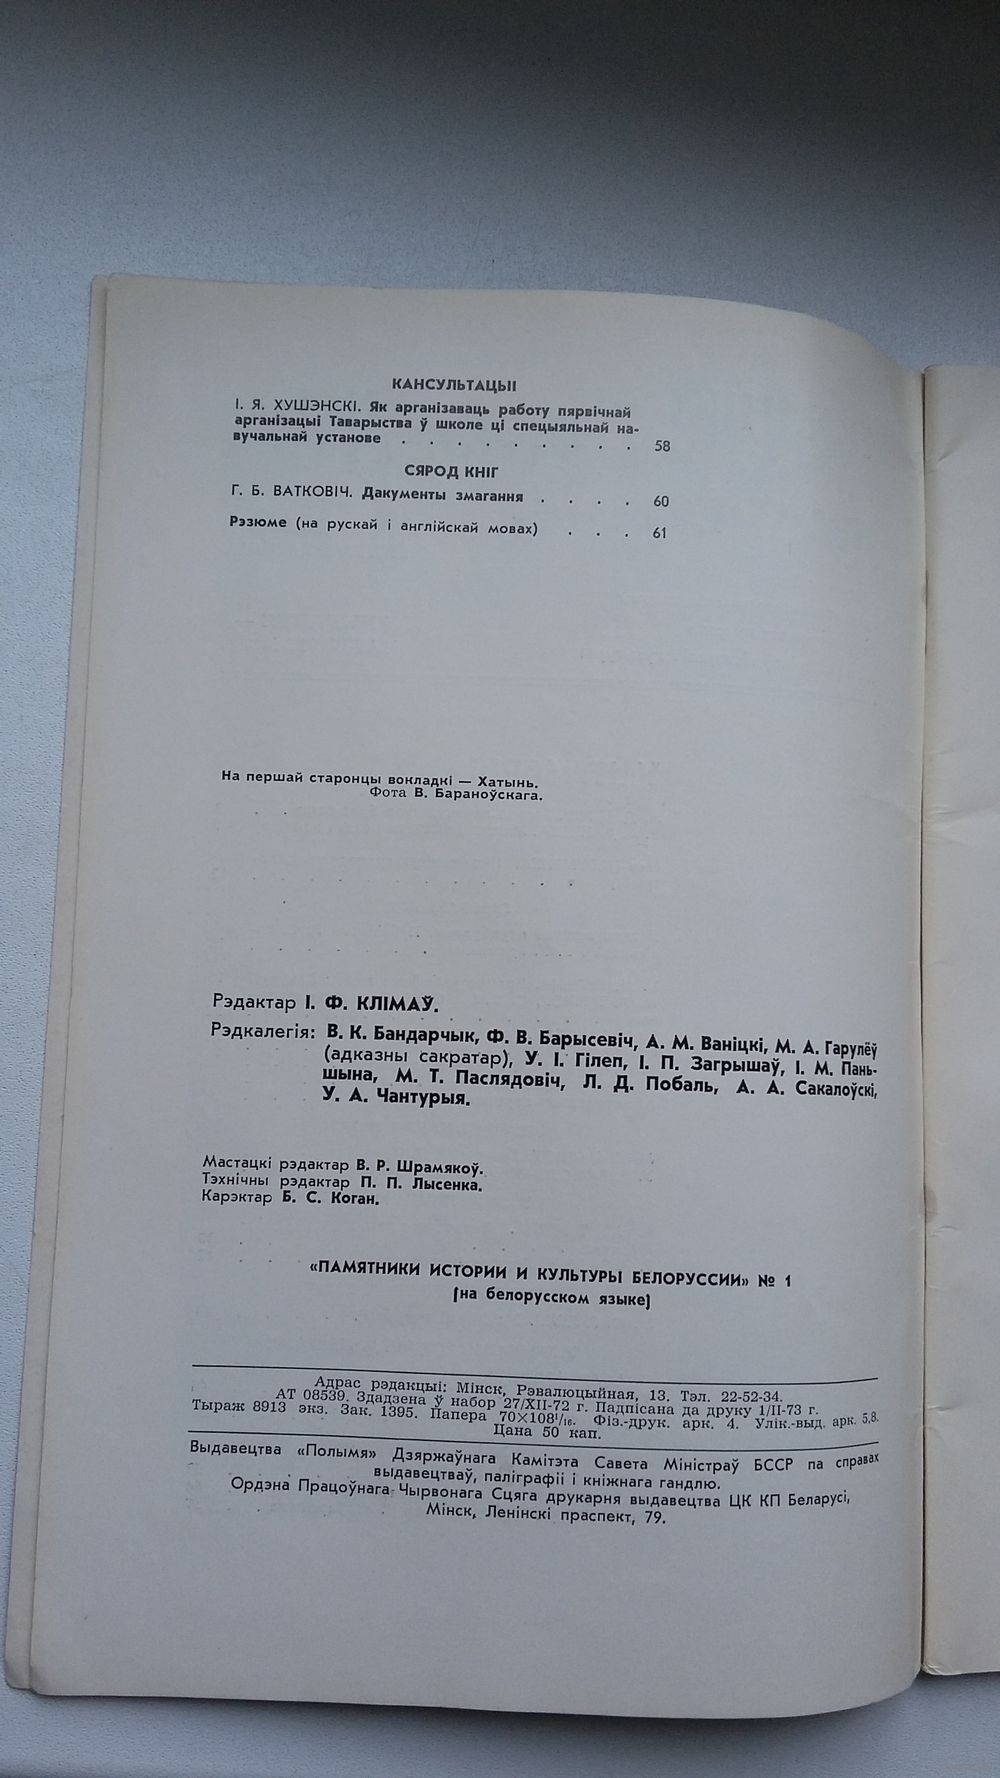 КАНСУЛЬТАЦЫІ
І. Я. ХУШЭНСКІ. Як арганізаваць работу пярвічнай
арганізацыі Таварыства ў школе ці спецыяльнай на-
вучальнай установе . . . . . . . . . 58
СЯРОД КНІГ
Г. Б. ВАТКОВІЧ. Дакументы змагання . . . . 60
Рэзюме (на рускай і англійскай мовах) . . . 61
На першай старонцы вокладкі — Хатынь.
Фота В. Бараноўскага.
Рэдактар І. Ф. КЛІМАЎ.
Рэдкалегія: В. К. Бандарчык, Ф. В. Барысевіч, А. М. Ваніцкі, М. А. Гарулёў
(адказны сакратар), У. І. Гілеп, І. П. Загрышаў, І. М. Пань-
шына, М. Т. Паслядовіч, Л. Д. Побаль, А. А. Сакалоўскі,
У. А. Чантурыя.
Мастацкі рэдактар В. Р. Шрамякоў.
Тэхнічны рэдактар П. П. Лысенка.
Карэктар Б. С. Коган.
«ПАМЯТНИКИ ИСТОРИИ И КУЛЬТУРЫ БЕЛОРУССИИ» № 1
(на белорусском языке)
Адрас рэдакцыі: Мінск, Рэвалюцыйная, 13. Тэл. 22-52-34.
АТ 08539. Здадзена ў набор 27/XII-72 г. Падпісана да друку 1/II-73 г.
Тыраж 8913 экз. Зак. 1395. Папера 70×108¹/₁₆. Фіз.-друк. арк. 4. Улік.-выд. арк. 5,8.
Цана 50 кап.
Выдавецтва «Полымя» Дзяржаўнага Камітэта Савета Міністраў БССР па справах
выдавецтваў, паліграфіі і кніжнага гандлю.
Ордэна Працоўнага Чырвонага Сцяга друкарня выдавецтва ЦК КП Беларусі,
Мінск, Ленінскі праспект, 79.